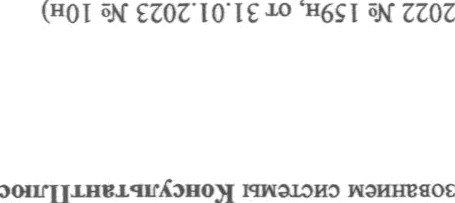 зованием системы КонсультантПлюс
2022 № 159н, от 31.01.2023 № 10н)